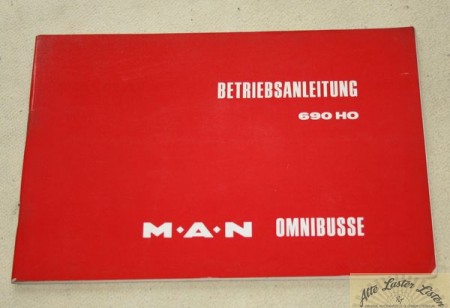 BETRIEBSANLEITUNG
690 HO
M·A·N OMNIBUSSE
Alte Laster Listen